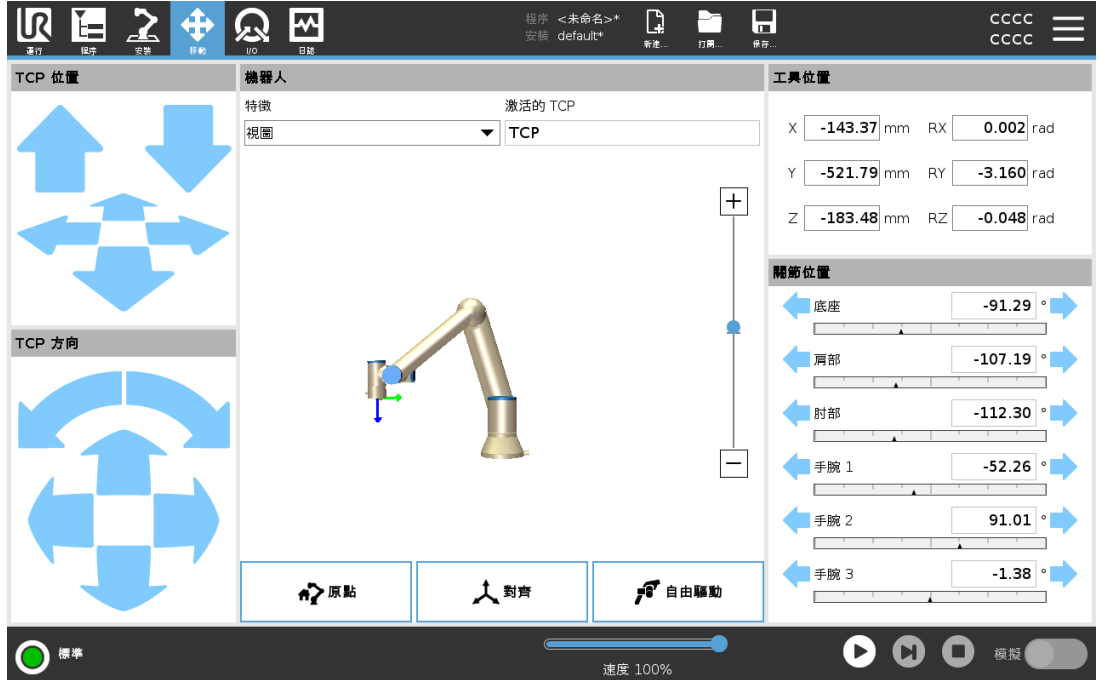 UR
運行
程序
安裝
移動
I/O
日誌
程序 <未命名>*
安裝 default*
新建...
打開...
保存...
CCCC
CCCC
TCP 位置
機器人
工具位置
特徵
激活的 TCP
視圖
TCP
X -143.37 mm RX 0.002 rad
Y -521.79 mm RY -3.160 rad
Z -183.48 mm RZ -0.048 rad
關節位置
底座 -91.29 °
肩部 -107.19 °
肘部 -112.30 °
手腕 1 -52.26 °
手腕 2 91.01 °
手腕 3 -1.38 °
TCP 方向
原點
對齊
自由驅動
標準
速度 100%
模擬